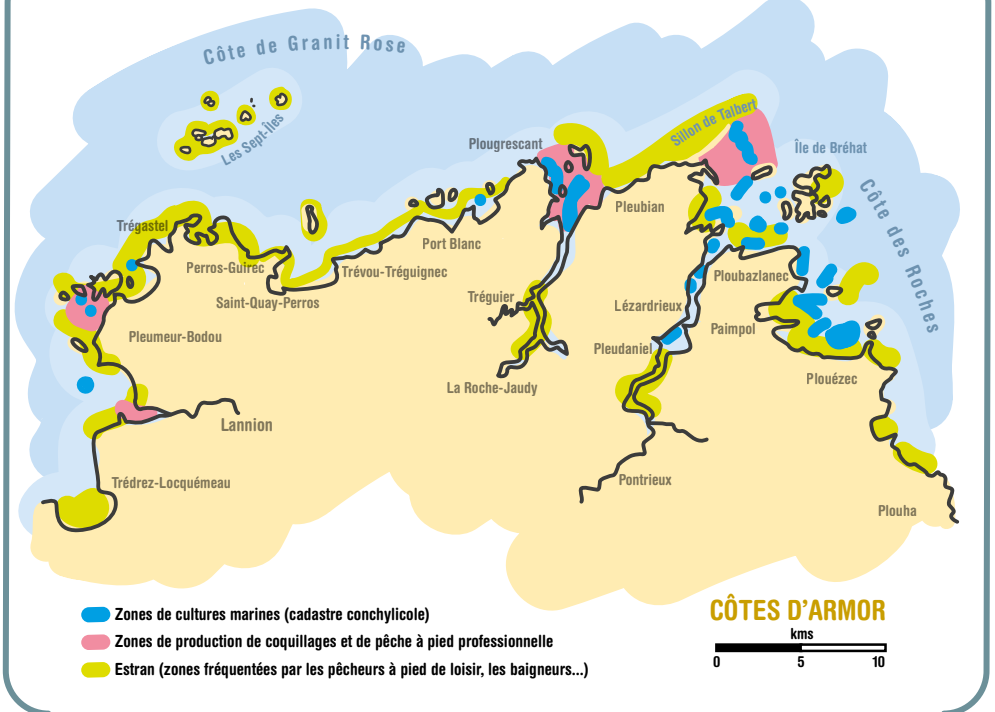 Côte de Granit Rose
Les Sept-Îles
Plougrescant
Sillon de Talbert
Île de Bréhat
Côte des Roches
Trégastel
Pleubian
Port Blanc
Perros-Guirec
Trévou-Tréguignec
Ploubazlanec
Saint-Quay-Perros
Tréguier
Lézardrieux
Pleumeur-Bodou
Paimpol
Pleudaniel
La Roche-Jaudy
Plouézec
Lannion
Trédrez-Locquémeau
Pontrieux
Plouha
Zones de cultures marines (cadastre conchylicole)
Zones de production de coquillages et de pêche à pied professionnelle
Estran (zones fréquentées par les pêcheurs à pied de loisir, les baigneurs...)
CÔTES D'ARMOR
kms
0 5 10